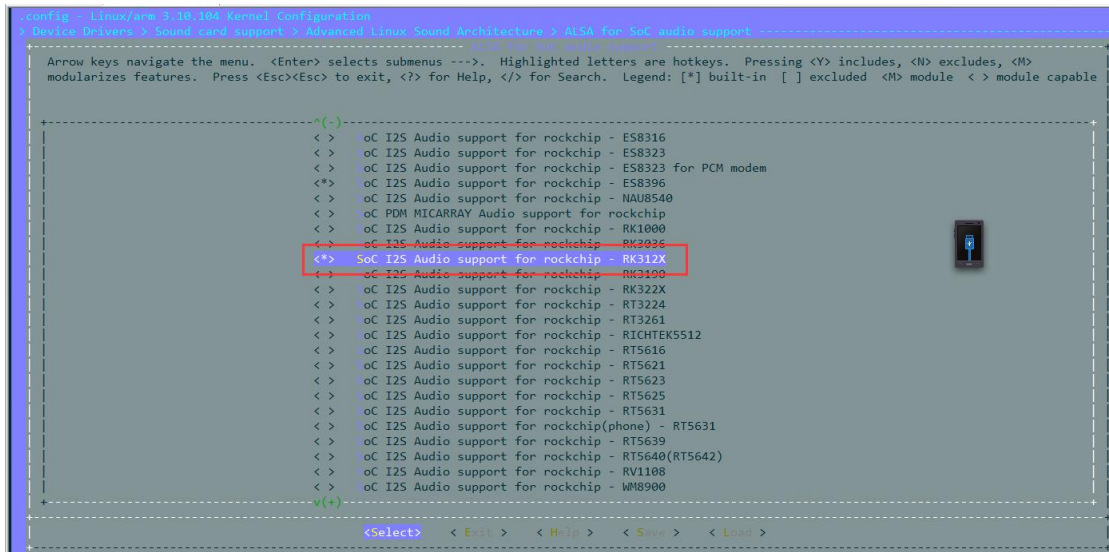 .config - Linux/arm 3.10.104 Kernel Configuration
> Device Drivers > Sound card support > Advanced Linux Sound Architecture > ALSA for SoC audio support
ALSA for SoC audio support
Arrow keys navigate the menu. <Enter> selects submenus --->. Highlighted letters are hotkeys. Pressing <Y> includes, <N> excludes, <M>
modularizes features. Press <Esc><Esc> to exit, <?> for Help, </> for Search. Legend: [*] built-in [ ] excluded <M> module < > module capable
^(-)
< > SoC I2S Audio support for rockchip - ES8316
< > SoC I2S Audio support for rockchip - ES8323
< > SoC I2S Audio support for rockchip - ES8323 for PCM modem
<*> SoC I2S Audio support for rockchip - ES8396
< > SoC I2S Audio support for rockchip - NAU8540
< > SoC PDM MICARRAY Audio support for rockchip
< > SoC I2S Audio support for rockchip - RK1000
< > SoC I2S Audio support for rockchip - RK3036
<*> SoC I2S Audio support for rockchip - RK312X
< > SoC I2S Audio support for rockchip - RK3190
< > SoC I2S Audio support for rockchip - RK322X
< > SoC I2S Audio support for rockchip - RT3224
< > SoC I2S Audio support for rockchip - RT3261
< > SoC I2S Audio support for rockchip - RICHTEK5512
< > SoC I2S Audio support for rockchip - RT5616
< > SoC I2S Audio support for rockchip - RT5621
< > SoC I2S Audio support for rockchip - RT5623
< > SoC I2S Audio support for rockchip - RT5625
< > SoC I2S Audio support for rockchip - RT5631
< > SoC I2S Audio support for rockchip(phone) - RT5631
< > SoC I2S Audio support for rockchip - RT5639
< > SoC I2S Audio support for rockchip - RT5640(RT5642)
< > SoC I2S Audio support for rockchip - RV1108
< > SoC I2S Audio support for rockchip - WM8900
v(+)
<Select> < Exit > < Help > < Save > < Load >